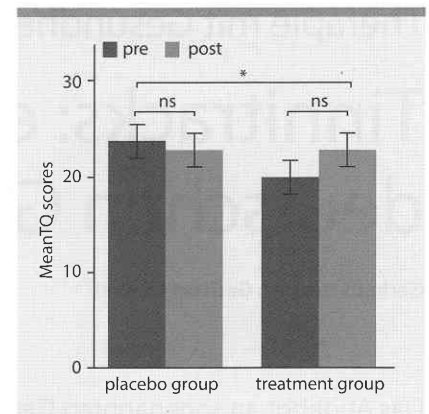 pre post
30
*
ns ns
20
MeanTQ scores
10
0
placebo group treatment group